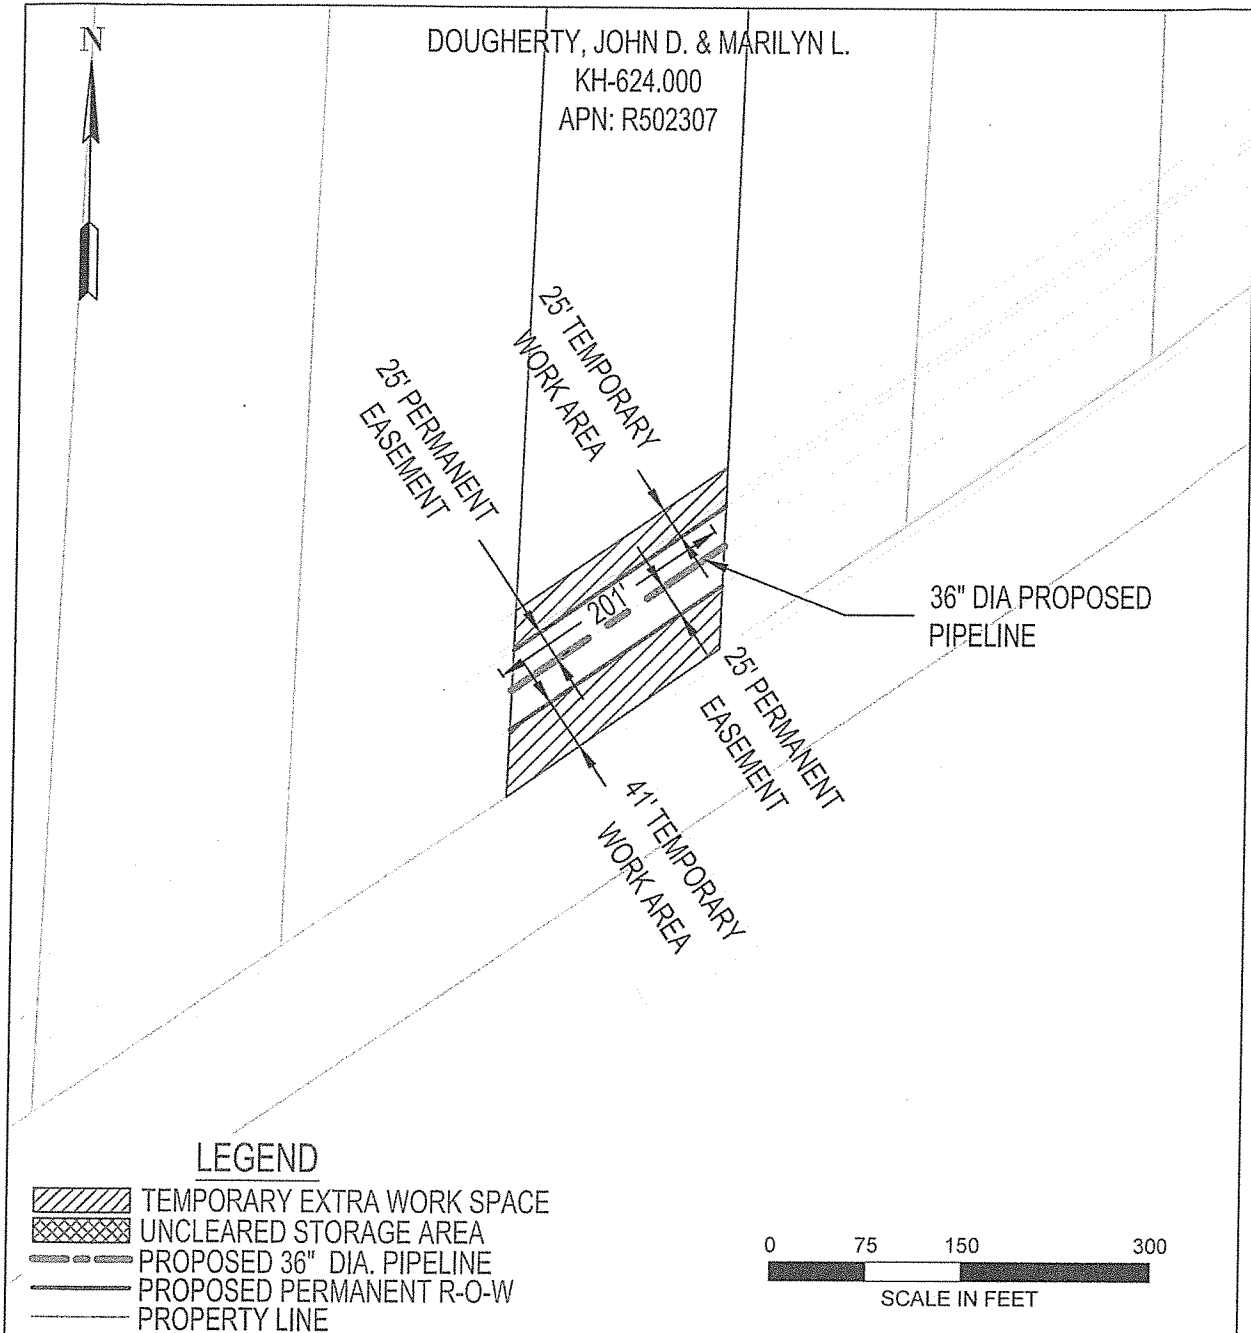 N
DOUGHERTY, JOHN D. & MARILYN L.
KH-624.000
APN: R502307
25' TEMPORARY
WORK AREA
25' PERMANENT
EASEMENT
201'
36" DIA PROPOSED
PIPELINE
25' PERMANENT
EASEMENT
41' TEMPORARY
WORK AREA
LEGEND
TEMPORARY EXTRA WORK SPACE
UNCLEARED STORAGE AREA
PROPOSED 36" DIA. PIPELINE
PROPOSED PERMANENT R-O-W
PROPERTY LINE
0 75 150 300
SCALE IN FEET